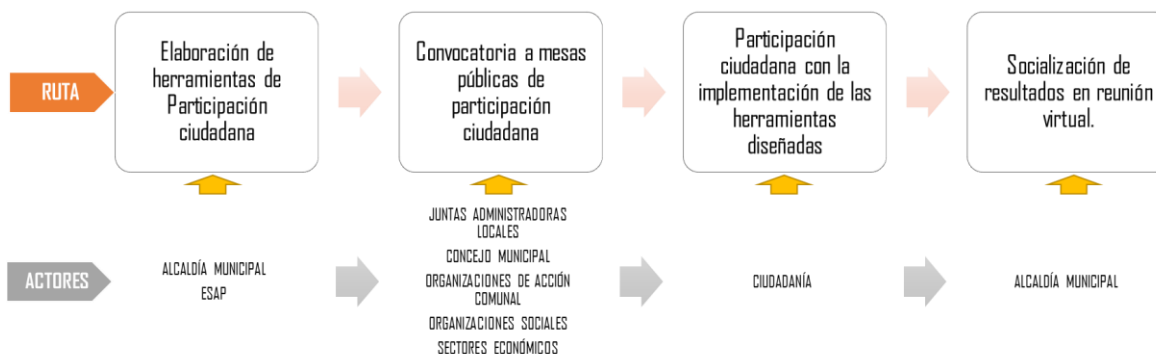 RUTA
Elaboración de
herramientas de
Participación
ciudadana
Convocatoria a mesas
públicas de
participación
ciudadana
Participación
ciudadana con la
implementación de las
herramientas
diseñadas
Socialización de
resultados en reunión
virtual.
ACTORES
ALCALDÍA MUNICIPAL
ESAP
JUNTAS ADMINISTRADORAS
LOCALES
CONCEJO MUNICIPAL
ORGANIZACIONES DE ACCIÓN
COMUNAL
ORGANIZACIONES SOCIALES
SECTORES ECONÓMICOS
CIUDADANÍA
ALCALDÍA MUNICIPAL